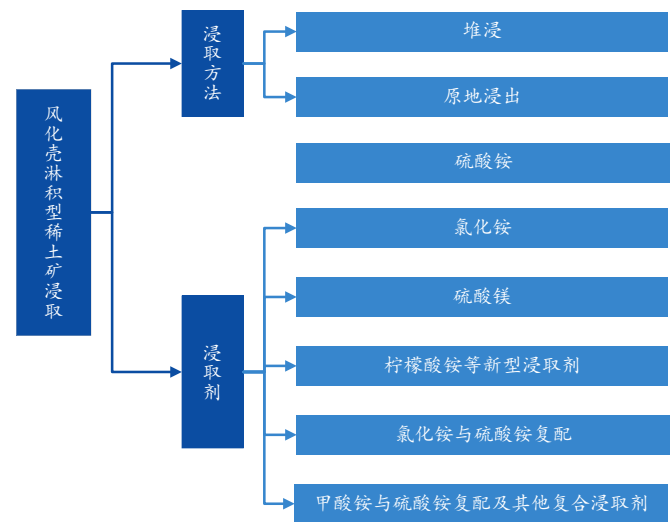 风化壳淋积型稀土矿浸取
浸取方法
堆浸
原地浸出
浸取剂
硫酸铵
氯化铵
硫酸镁
柠檬酸铵等新型浸取剂
氯化铵与硫酸铵复配
甲酸铵与硫酸铵复配及其他复合浸取剂